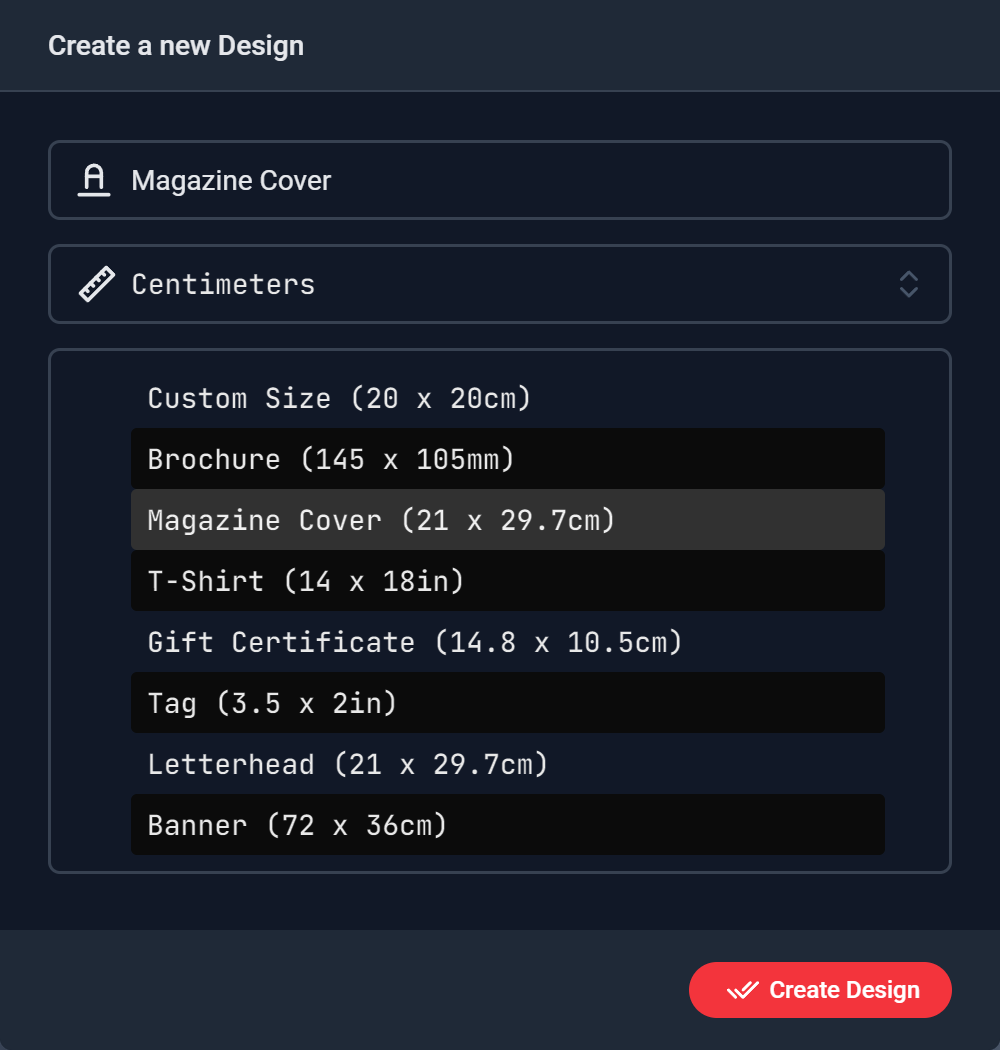 Create a new Design
Magazine Cover
Centimeters
Custom Size (20 x 20cm)
Brochure (145 x 105mm)
Magazine Cover (21 x 29.7cm)
T-Shirt (14 x 18in)
Gift Certificate (14.8 x 10.5cm)
Tag (3.5 x 2in)
Letterhead (21 x 29.7cm)
Banner (72 x 36cm)
Create Design